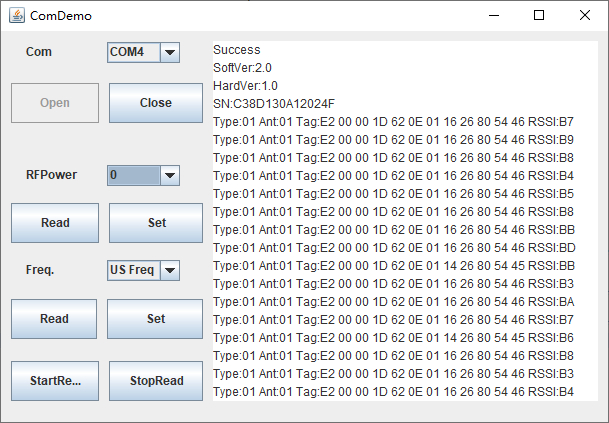 ComDemo
Com
COM4
Open
Close
RFPower
0
Read
Set
Freq.
US Freq
Read
Set
StartRe...
StopRead
Success
SoftVer:2.0
HardVer:1.0
SN:C38D130A12024F
Type:01 Ant:01 Tag:E2 00 00 1D 62 0E 01 16 26 80 54 46 RSSI:B7
Type:01 Ant:01 Tag:E2 00 00 1D 62 0E 01 16 26 80 54 46 RSSI:B9
Type:01 Ant:01 Tag:E2 00 00 1D 62 0E 01 16 26 80 54 46 RSSI:B8
Type:01 Ant:01 Tag:E2 00 00 1D 62 0E 01 16 26 80 54 46 RSSI:B4
Type:01 Ant:01 Tag:E2 00 00 1D 62 0E 01 16 26 80 54 46 RSSI:B5
Type:01 Ant:01 Tag:E2 00 00 1D 62 0E 01 16 26 80 54 46 RSSI:B8
Type:01 Ant:01 Tag:E2 00 00 1D 62 0E 01 16 26 80 54 46 RSSI:BB
Type:01 Ant:01 Tag:E2 00 00 1D 62 0E 01 16 26 80 54 46 RSSI:BD
Type:01 Ant:01 Tag:E2 00 00 1D 62 0E 01 14 26 80 54 45 RSSI:BB
Type:01 Ant:01 Tag:E2 00 00 1D 62 0E 01 16 26 80 54 46 RSSI:B3
Type:01 Ant:01 Tag:E2 00 00 1D 62 0E 01 16 26 80 54 46 RSSI:BA
Type:01 Ant:01 Tag:E2 00 00 1D 62 0E 01 16 26 80 54 46 RSSI:B7
Type:01 Ant:01 Tag:E2 00 00 1D 62 0E 01 14 26 80 54 45 RSSI:B6
Type:01 Ant:01 Tag:E2 00 00 1D 62 0E 01 16 26 80 54 46 RSSI:B8
Type:01 Ant:01 Tag:E2 00 00 1D 62 0E 01 16 26 80 54 46 RSSI:B3
Type:01 Ant:01 Tag:E2 00 00 1D 62 0E 01 16 26 80 54 46 RSSI:B4